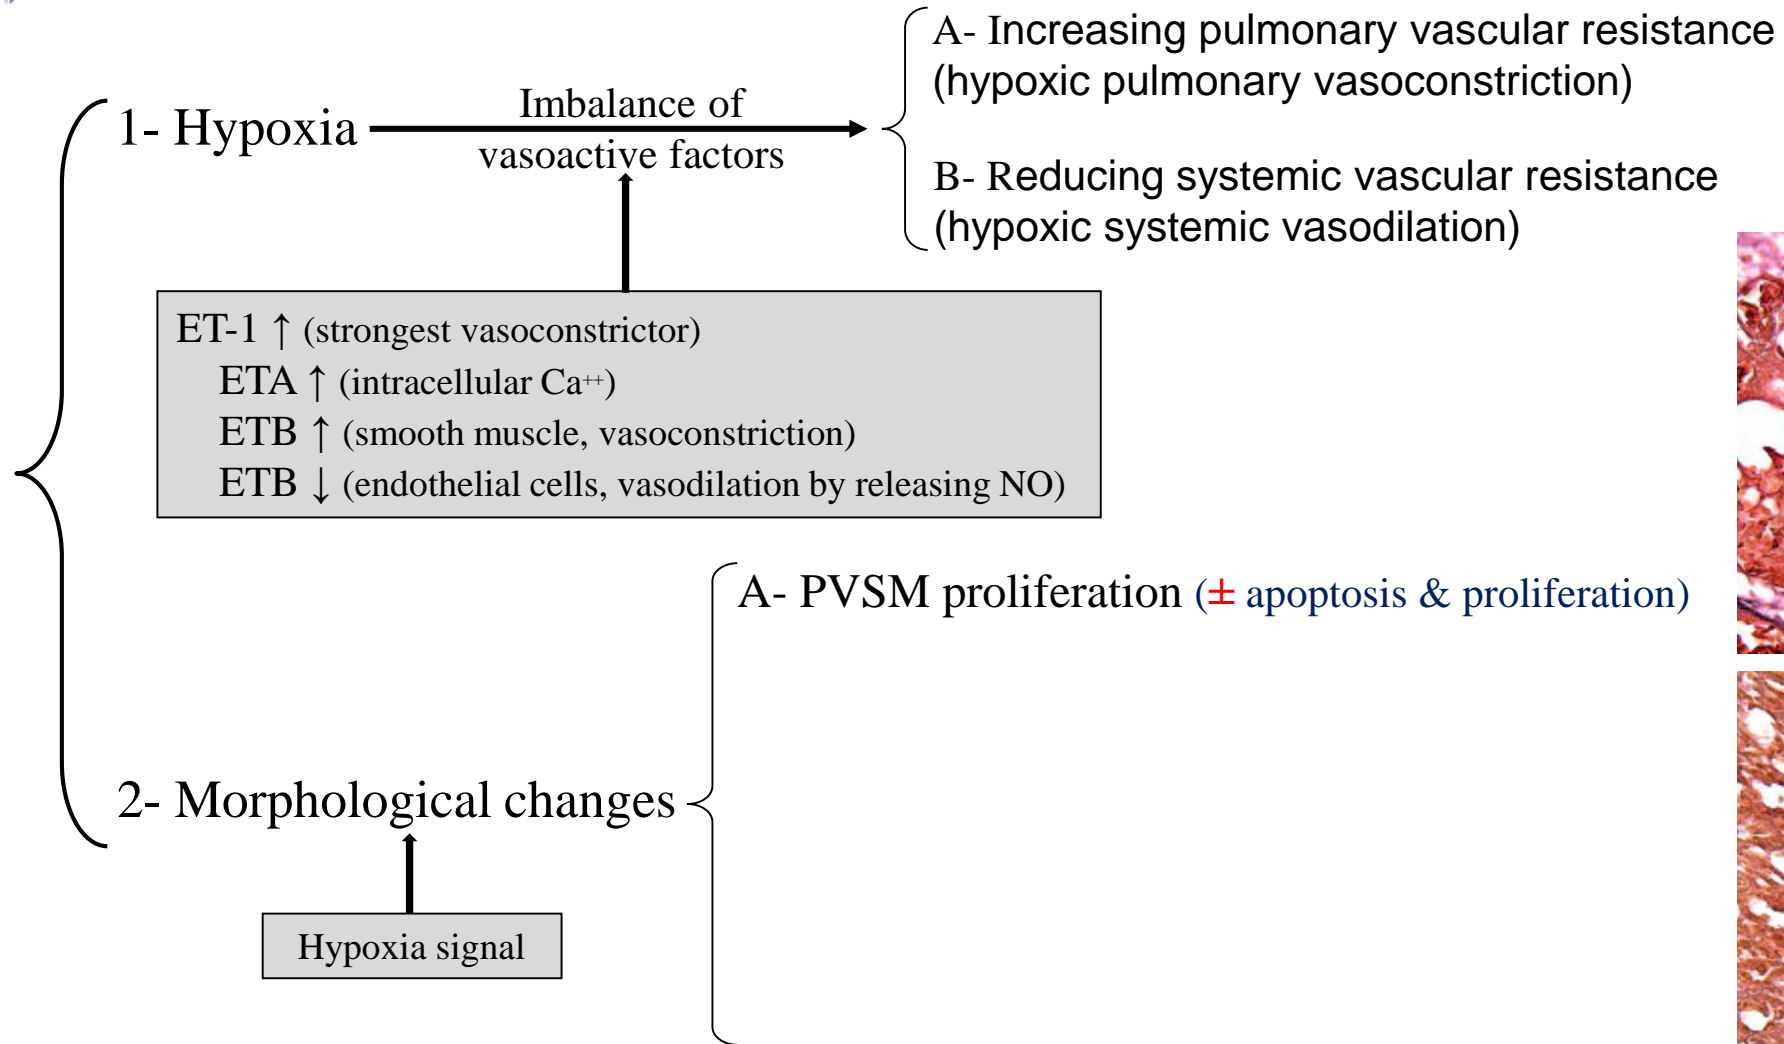 A- Increasing pulmonary vascular resistance
(hypoxic pulmonary vasoconstriction)
1- Hypoxia
Imbalance of
vasoactive factors
B- Reducing systemic vascular resistance
(hypoxic systemic vasodilation)
ET-1 ↑ (strongest vasoconstrictor)
ETA ↑ (intracellular Ca⁺⁺)
ETB ↑ (smooth muscle, vasoconstriction)
ETB ↓ (endothelial cells, vasodilation by releasing NO)
A- PVSM proliferation (± apoptosis & proliferation)
2- Morphological changes
Hypoxia signal